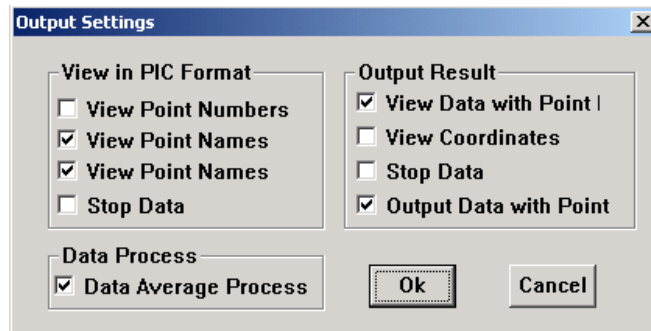 Output Settings
View in PIC Format
View Point Numbers
View Point Names
View Point Names
Stop Data
Output Result
View Data with Point
View Coordinates
Stop Data
Output Data with Point
Data Process
Data Average Process
Ok
Cancel